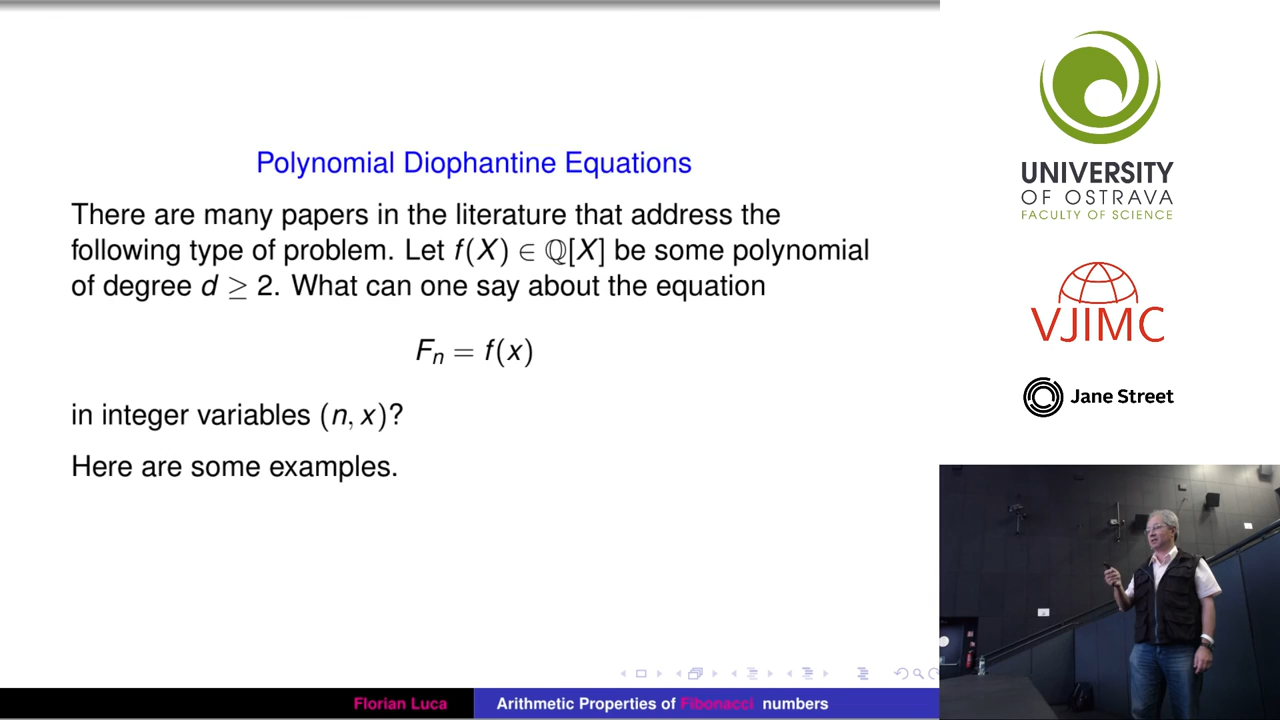 Polynomial Diophantine Equations
There are many papers in the literature that address the
following type of problem. Let f(X) ∈ ℚ[X] be some polynomial
of degree d ≥ 2. What can one say about the equation
Fₙ = f(x)
in integer variables (n, x)?
Here are some examples.
Florian Luca
Arithmetic Properties of Fibonacci numbers
UNIVERSITY
OF OSTRAVA
FACULTY OF SCIENCE
VJIMC
Jane Street